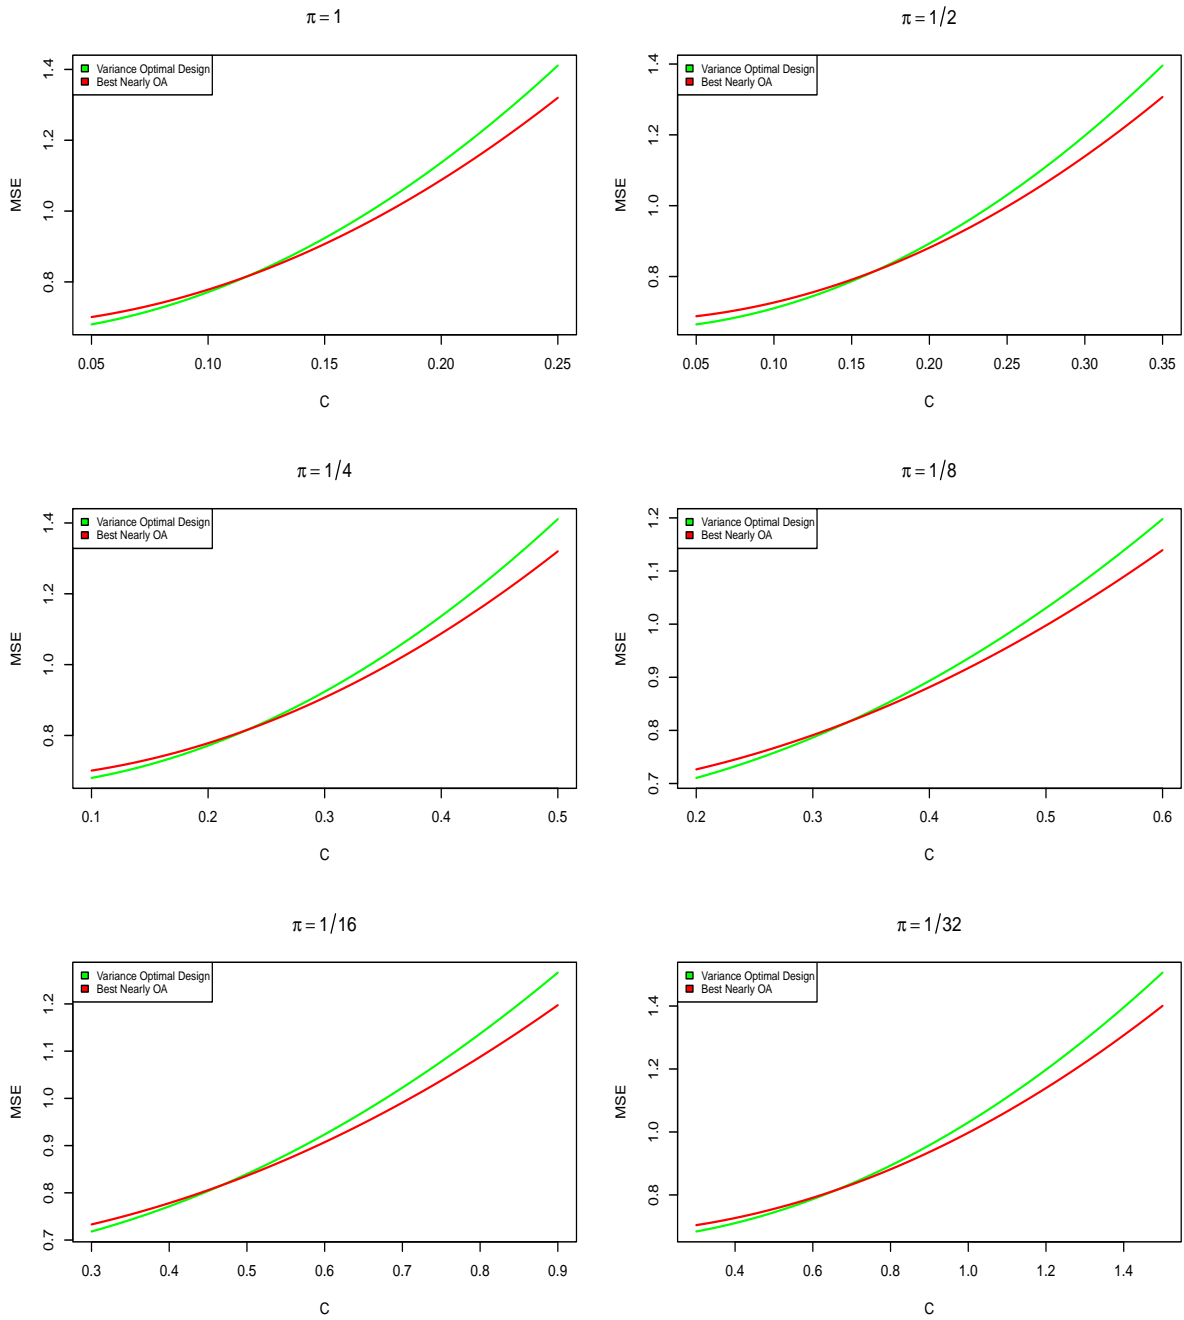 π = 1
Variance Optimal Design
Best Nearly OA
MSE
1.4
1.2
1.0
0.8
0.05 0.10 0.15 0.20 0.25
C
π = 1/2
Variance Optimal Design
Best Nearly OA
MSE
1.4
1.2
1.0
0.8
0.05 0.10 0.15 0.20 0.25 0.30 0.35
C
π = 1/4
Variance Optimal Design
Best Nearly OA
MSE
1.4
1.2
1.0
0.8
0.1 0.2 0.3 0.4 0.5
C
π = 1/8
Variance Optimal Design
Best Nearly OA
MSE
1.2
1.1
1.0
0.9
0.8
0.7
0.2 0.3 0.4 0.5 0.6
C
π = 1/16
Variance Optimal Design
Best Nearly OA
MSE
1.2
1.1
1.0
0.9
0.8
0.7
0.3 0.4 0.5 0.6 0.7 0.8 0.9
C
π = 1/32
Variance Optimal Design
Best Nearly OA
MSE
1.4
1.2
1.0
0.8
0.4 0.6 0.8 1.0 1.2 1.4
C